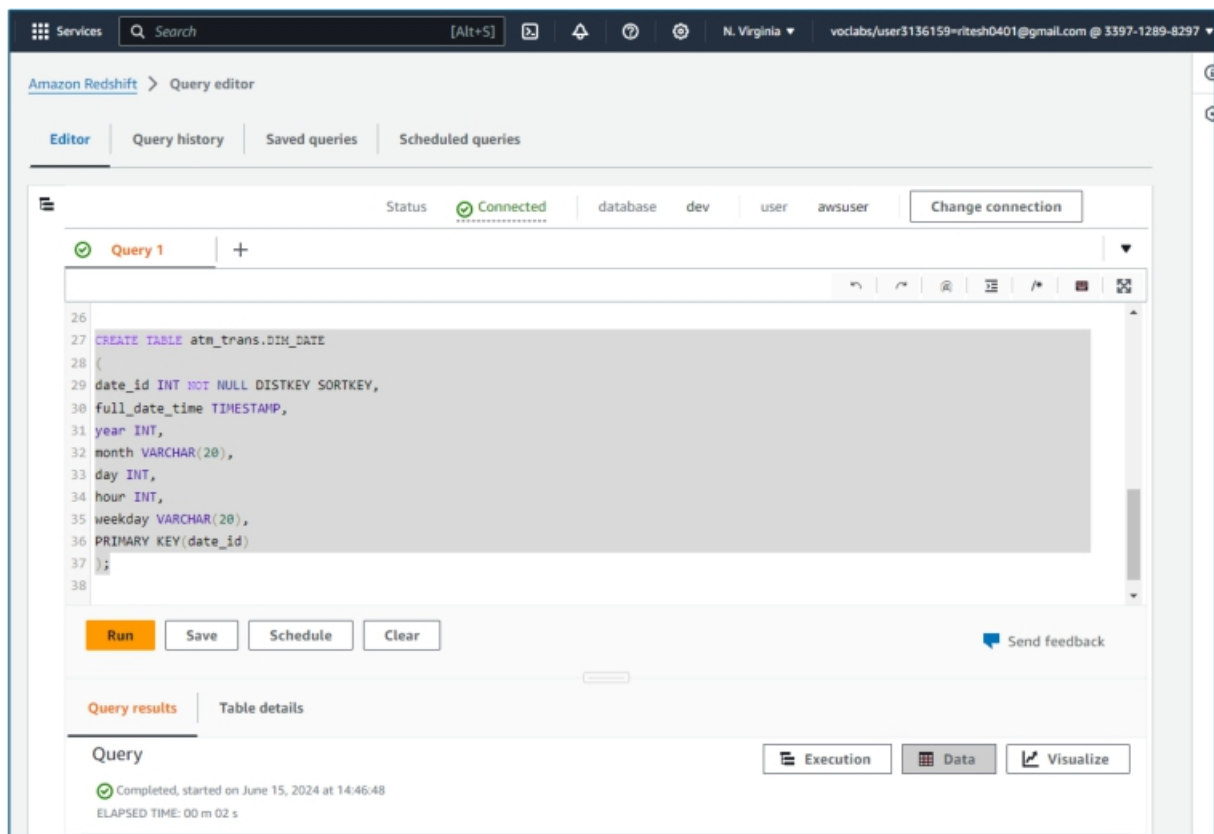 Services Search [Alt+S] N. Virginia ▼ voclabs/user3136159=ritesh0401@gmail.com @ 3397-1289-8297 ▼
Amazon Redshift > Query editor
Editor Query history Saved queries Scheduled queries
Status Connected database dev user awsuser Change connection
Query 1 +
26
27 CREATE TABLE atm_trans.DIM_DATE
28 (
29 date_id INT NOT NULL DISTKEY SORTKEY,
30 full_date_time TIMESTAMP,
31 year INT,
32 month VARCHAR(20),
33 day INT,
34 hour INT,
35 weekday VARCHAR(20),
36 PRIMARY KEY(date_id)
37 );
38
Run Save Schedule Clear Send feedback
Query results Table details
Query Execution Data Visualize
Completed, started on June 15, 2024 at 14:46:48
ELAPSED TIME: 00 m 02 s